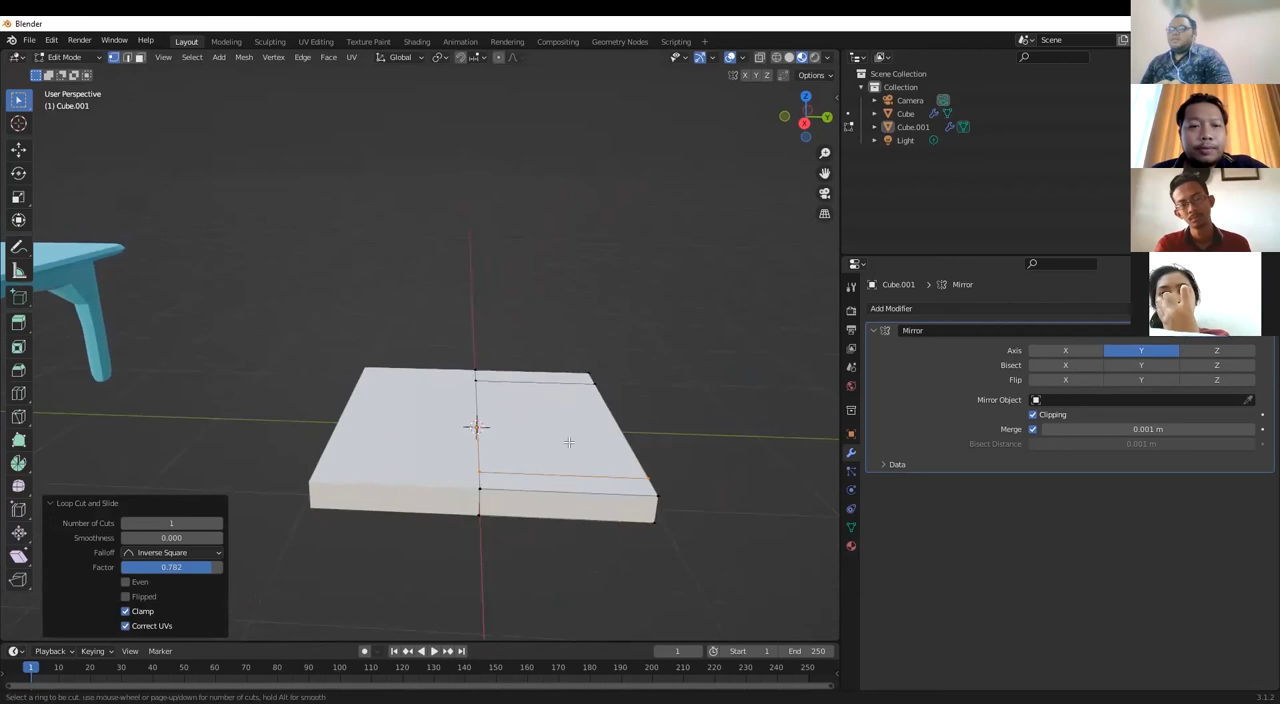 Blender
File Edit Render Window Help
Layout Modeling Sculpting UV Editing Texture Paint Shading Animation Rendering Compositing Geometry Nodes Scripting +
Scene
Edit Mode View Select Add Mesh Vertex Edge Face UV Global
X Y Z Options
User Perspective
(1) Cube.001
Z
Y
X
Scene Collection
Collection
Camera
Cube
Cube.001
Light
Cube.001 > Mirror
Add Modifier
Mirror
Axis X Y Z
Bisect X Y Z
Flip X Y Z
Mirror Object
Clipping
Merge 0.001 m
Bisect Distance 0.001 m
Data
Loop Cut and Slide
Number of Cuts 1
Smoothness 0.000
Falloff Inverse Square
Factor 0.782
Even
Flipped
Clamp
Correct UVs
Playback Keying View Marker 1 Start 1 End 250
1 10 20 30 40 50 60 70 80 90 100 110 120 130 140 150 160 170 180 190 200 210 220 230 240 250
Select a ring to be cut, use mouse-wheel or page-up/down for number of cuts, hold Alt for smooth
3.1.2